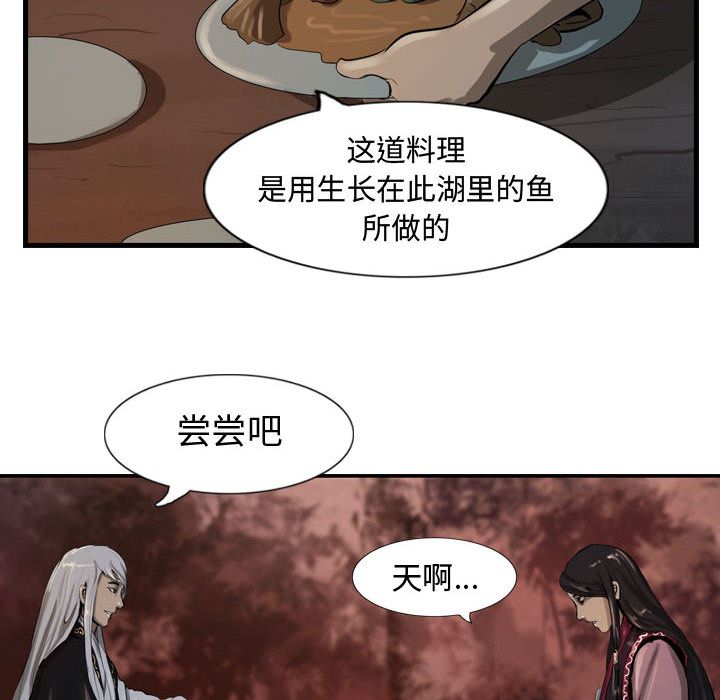 这道料理
是用生长在此湖里的鱼
所做的
尝尝吧
天啊...